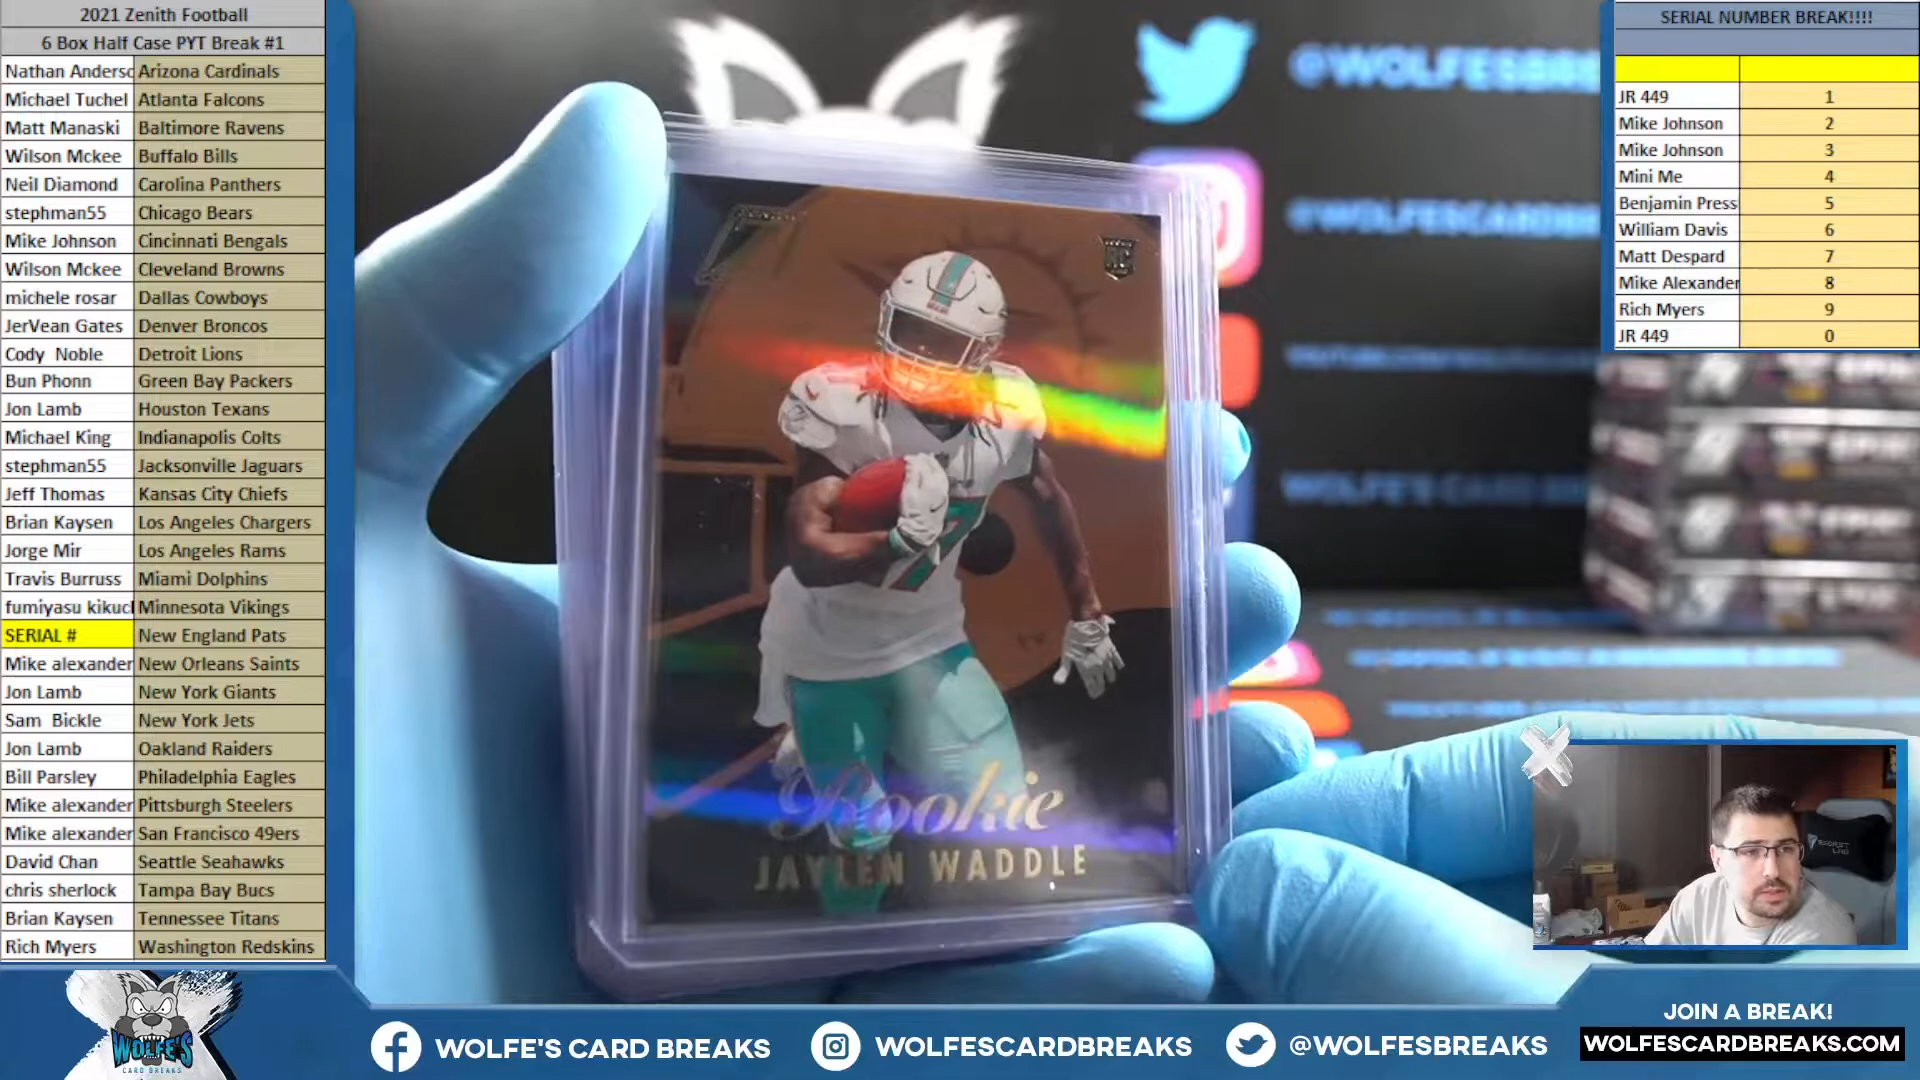 2021 Zenith Football
6 Box Half Case PYT Break #1
Nathan Anderso Arizona Cardinals
Michael Tuchel Atlanta Falcons
Matt Manaski Baltimore Ravens
Wilson Mckee Buffalo Bills
Neil Diamond Carolina Panthers
stephman55 Chicago Bears
Mike Johnson Cincinnati Bengals
Wilson Mckee Cleveland Browns
michele rosar Dallas Cowboys
JerVean Gates Denver Broncos
Cody Noble Detroit Lions
Bun Phonn Green Bay Packers
Jon Lamb Houston Texans
Michael King Indianapolis Colts
stephman55 Jacksonville Jaguars
Jeff Thomas Kansas City Chiefs
Brian Kaysen Los Angeles Chargers
Jorge Mir Los Angeles Rams
Travis Burruss Miami Dolphins
fumiyasu kikuch Minnesota Vikings
SERIAL # New England Pats
Mike alexander New Orleans Saints
Jon Lamb New York Giants
Sam Bickle New York Jets
Jon Lamb Oakland Raiders
Bill Parsley Philadelphia Eagles
Mike alexander Pittsburgh Steelers
Mike alexander San Francisco 49ers
David Chan Seattle Seahawks
chris sherlock Tampa Bay Bucs
Brian Kaysen Tennessee Titans
Rich Myers Washington Redskins
SERIAL NUMBER BREAK!!!!
JR 449 1
Mike Johnson 2
Mike Johnson 3
Mini Me 4
Benjamin Press 5
William Davis 6
Matt Despard 7
Mike Alexander 8
Rich Myers 9
JR 449 0
@WOLFESBRE
@WOLFESCARDB
WOLFE'S CARD BR
Rookie
JAYLEN WADDLE
WOLFE'S
CARD BREAKS
WOLFE'S CARD BREAKS
WOLFESCARDBREAKS
@WOLFESBREAKS
JOIN A BREAK!
WOLFESCARDBREAKS.COM